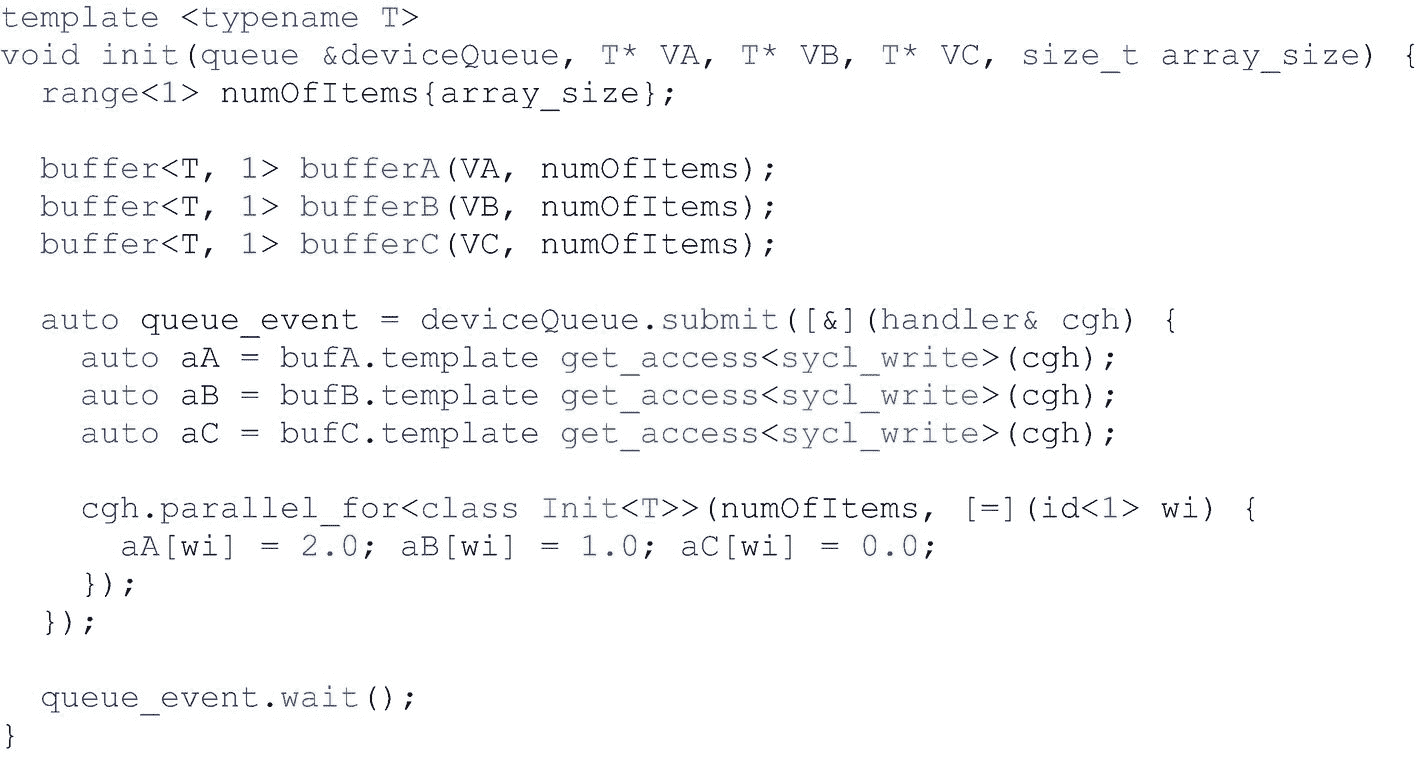 template <typename T>
void init(queue &deviceQueue, T* VA, T* VB, T* VC, size_t array_size) {
  range<1> numOfItems{array_size};

  buffer<T, 1> bufferA(VA, numOfItems);
  buffer<T, 1> bufferB(VB, numOfItems);
  buffer<T, 1> bufferC(VC, numOfItems);

  auto queue_event = deviceQueue.submit([&](handler& cgh) {
    auto aA = bufA.template get_access<sycl_write>(cgh);
    auto aB = bufB.template get_access<sycl_write>(cgh);
    auto aC = bufC.template get_access<sycl_write>(cgh);

    cgh.parallel_for<class Init<T>>(numOfItems, [=](id<1> wi) {
      aA[wi] = 2.0; aB[wi] = 1.0; aC[wi] = 0.0;
    });
  });

  queue_event.wait();
}